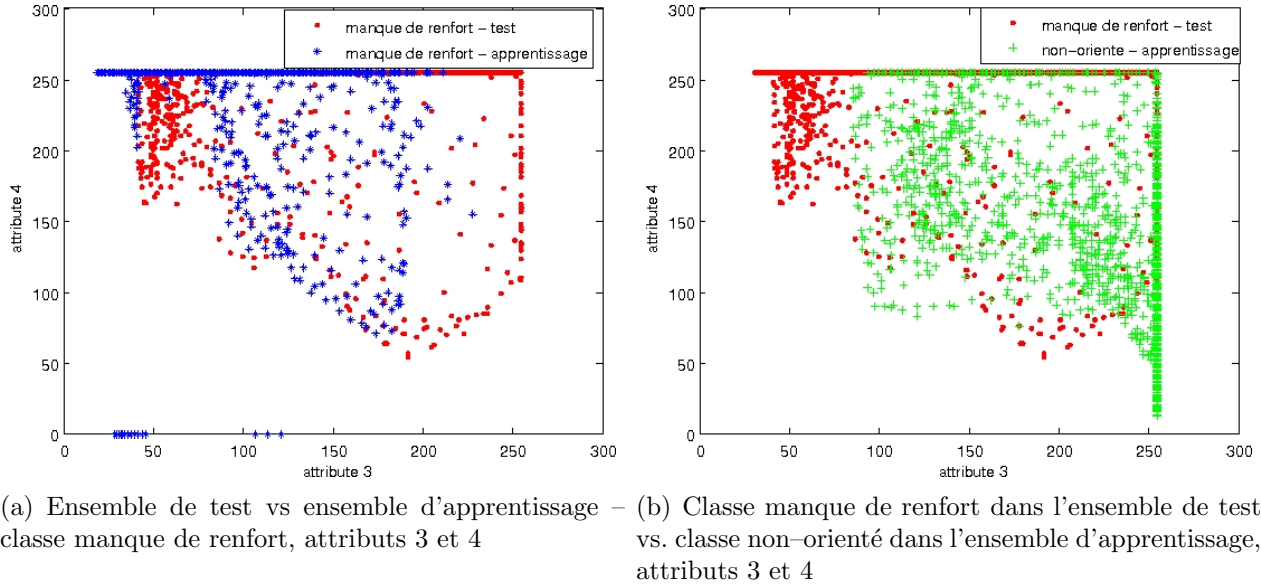 300
250
200
150
100
50
0
attribute 4
manque de renfort – test
manque de renfort – apprentissage
0 50 100 150 200 250 300
attribute 3
300
250
200
150
100
50
0
attribute 4
manque de renfort – test
non–oriente – apprentissage
0 50 100 150 200 250 300
attribute 3
(a) Ensemble de test vs ensemble d'apprentissage –
classe manque de renfort, attributs 3 et 4
(b) Classe manque de renfort dans l'ensemble de test
vs. classe non–orienté dans l'ensemble d'apprentissage,
attributs 3 et 4